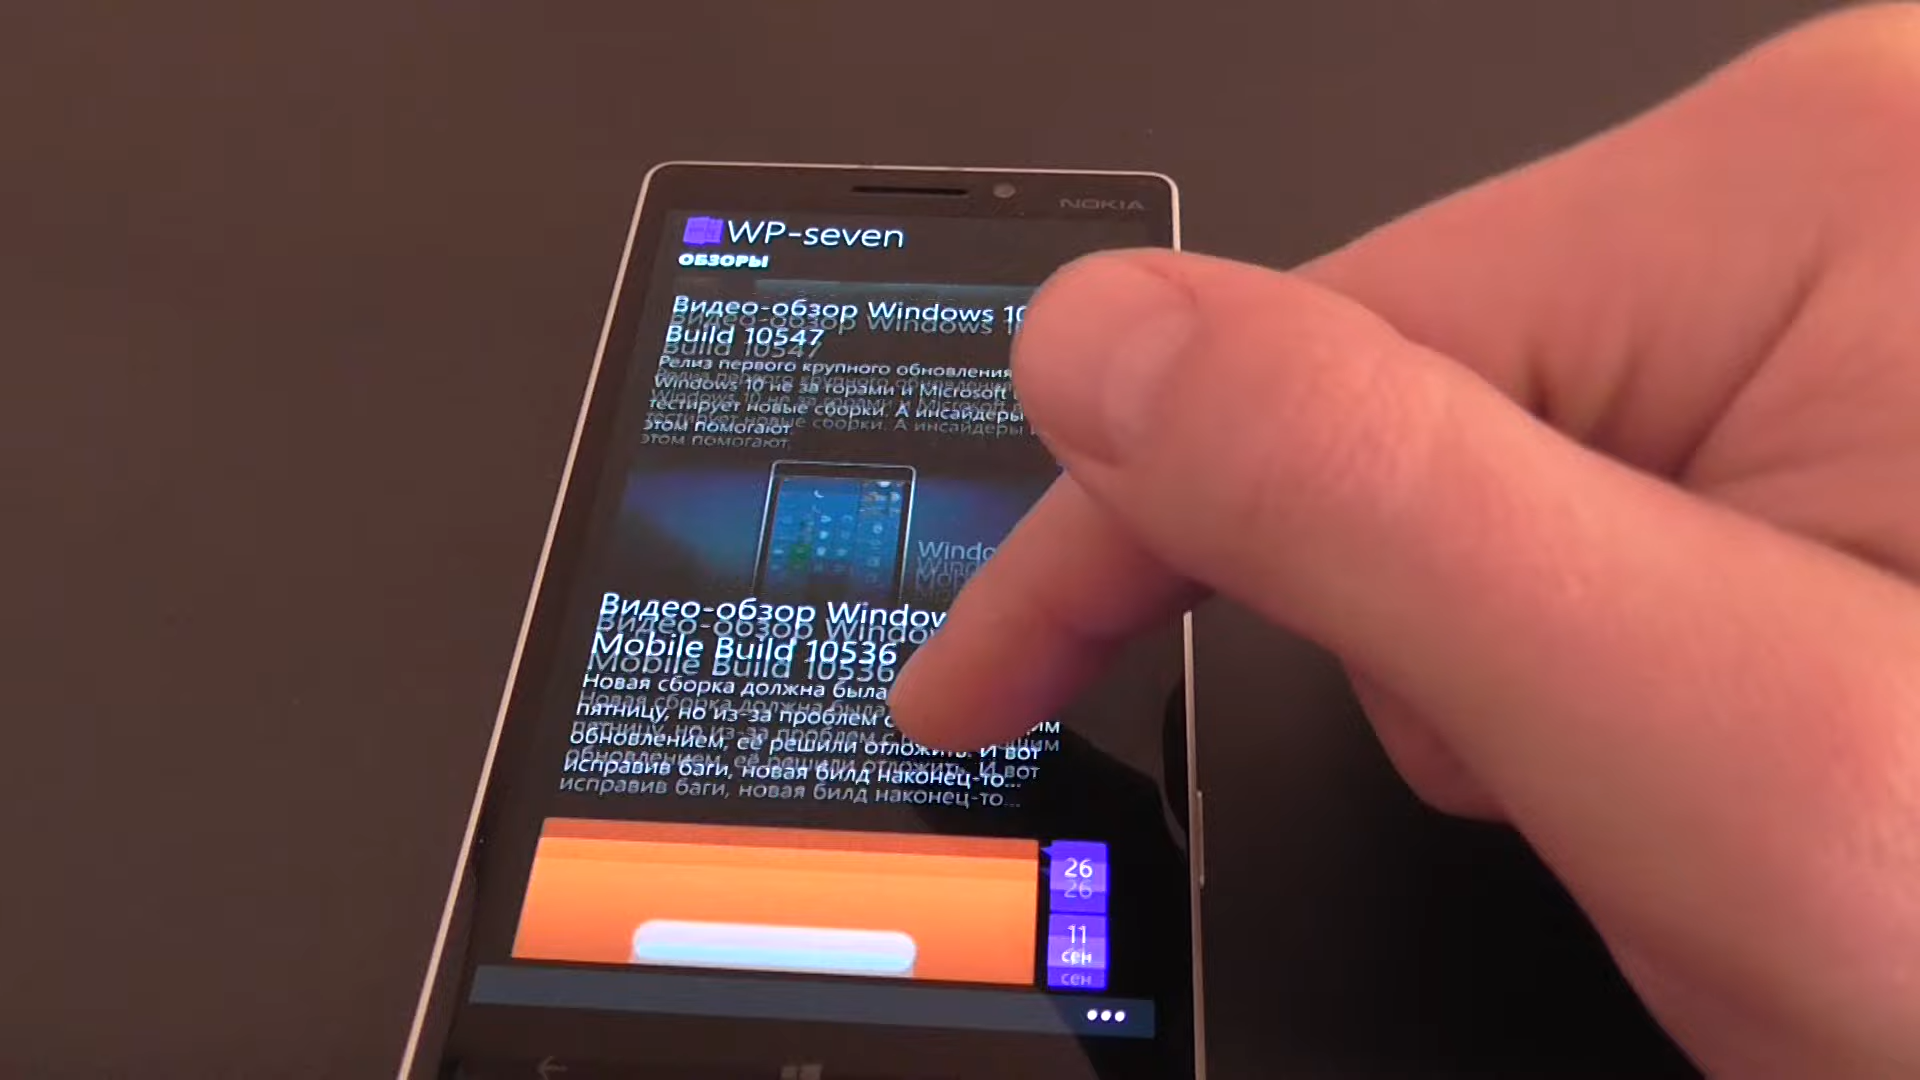 NOKIA
WP-seven
ОБЗОРЫ
Видео-обзор Windows 10
Build 10547
Релиз первого крупного обновления
Windows 10 не за горами и Microsoft
тестирует новые сборки. А инсайдеры
этом помогают.
Видео-обзор
Mobile Build 10536
Новая сборка должна была
пятницу, но из-за проблем с
обновлением, её решили отложить. И вот
исправив баги, новая билд наконец-то...
26
11
сен